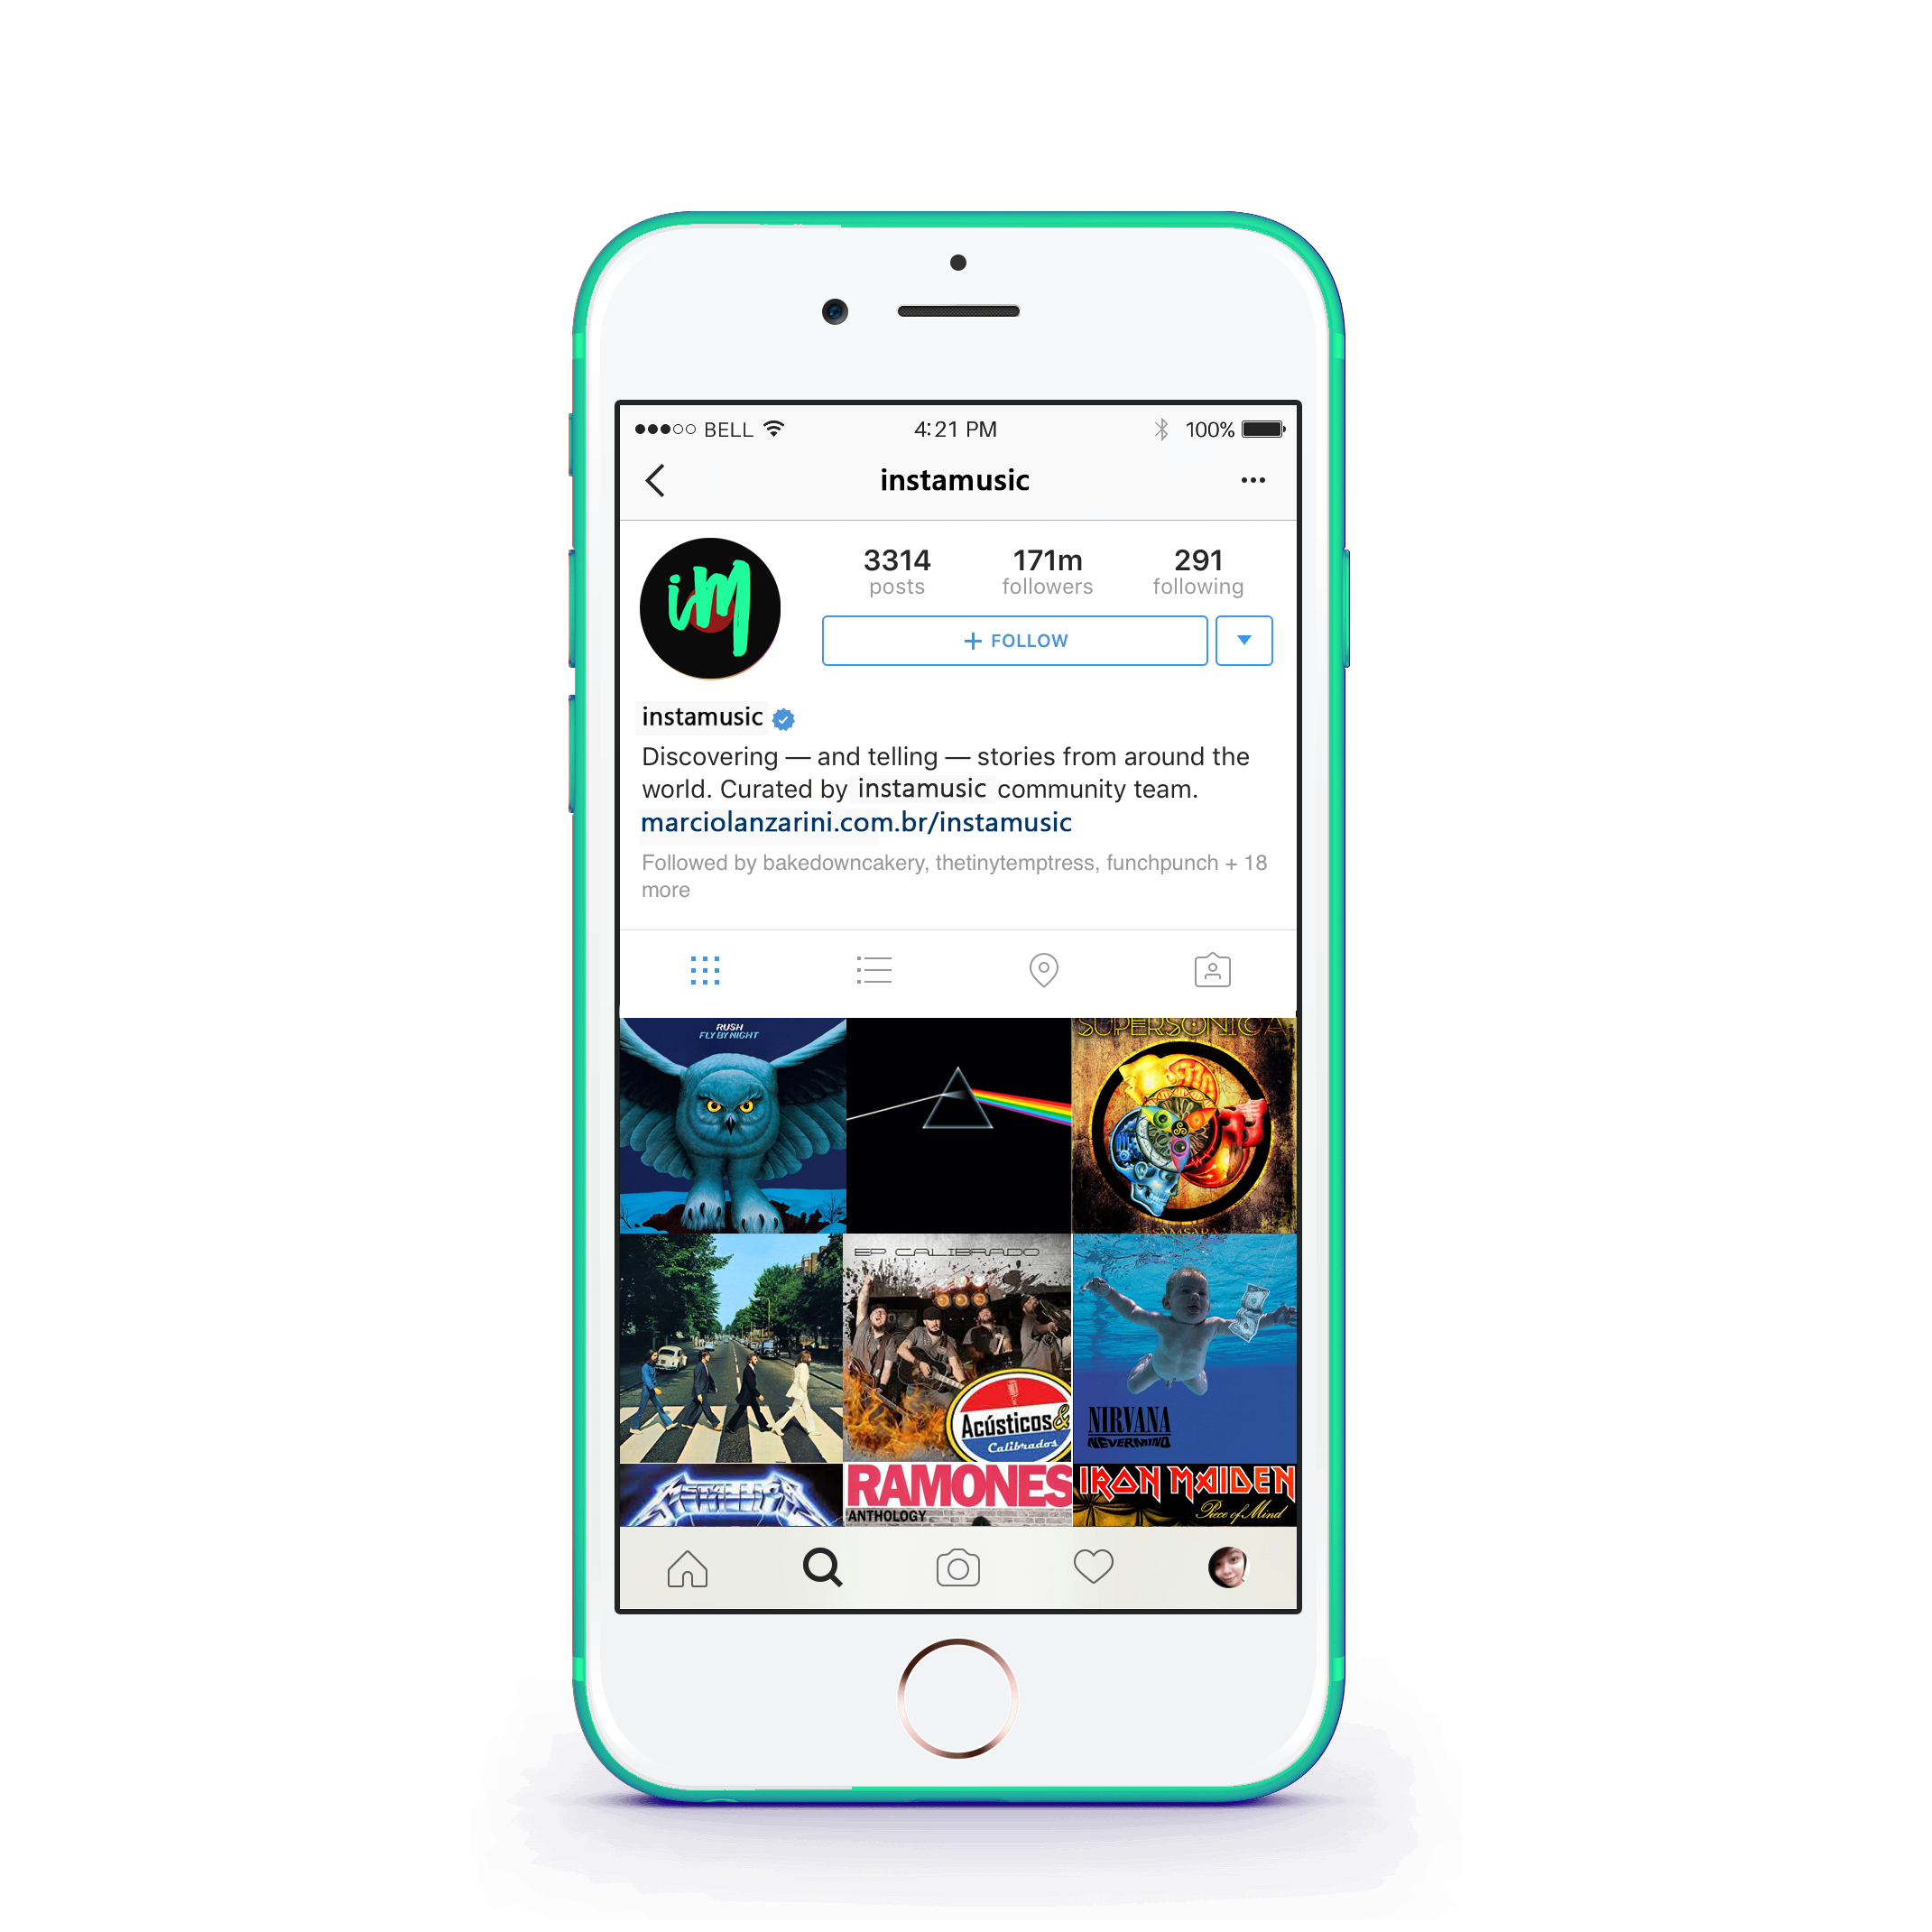 BELL 4:21 PM 100%
instamusic
iM
3314 171m 291
posts followers following
+ FOLLOW
instamusic
Discovering — and telling — stories from around the
world. Curated by instamusic community team.
marciolanzarini.com.br/instamusic
Followed by bakedowncakery, thetinytemptress, funchpunch + 18
more
RUSH
FLY BY NIGHT
SUPERSONICA
SAMSARA
EP CALIBRADO
Acústicos&
Calibrados
NIRVANA
NEVERMIND
METALLICA
RAMONES
ANTHOLOGY
IRON MAIDEN
Piece of Mind